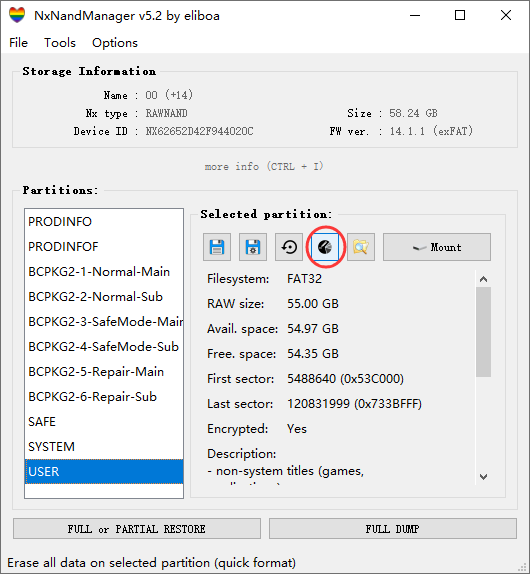 NxNandManager v5.2 by eliboa
File Tools Options
Storage Information
Name : 00 (+14)
Nx type : RAWNAND Size : 58.24 GB
Device ID : NX62652D42F944020C FW ver. : 14.1.1 (exFAT)
more info (CTRL + I)
Partitions:
PRODINFO
PRODINFOF
BCPKG2-1-Normal-Main
BCPKG2-2-Normal-Sub
BCPKG2-3-SafeMode-Main
BCPKG2-4-SafeMode-Sub
BCPKG2-5-Repair-Main
BCPKG2-6-Repair-Sub
SAFE
SYSTEM
USER
Selected partition:
Mount
Filesystem: FAT32
RAW size: 55.00 GB
Avail. space: 54.97 GB
Free. space: 54.35 GB
First sector: 5488640 (0x53C000)
Last sector: 120831999 (0x733BFFF)
Encrypted: Yes
Description:
- non-system titles (games,
FULL or PARTIAL RESTORE
FULL DUMP
Erase all data on selected partition (quick format)